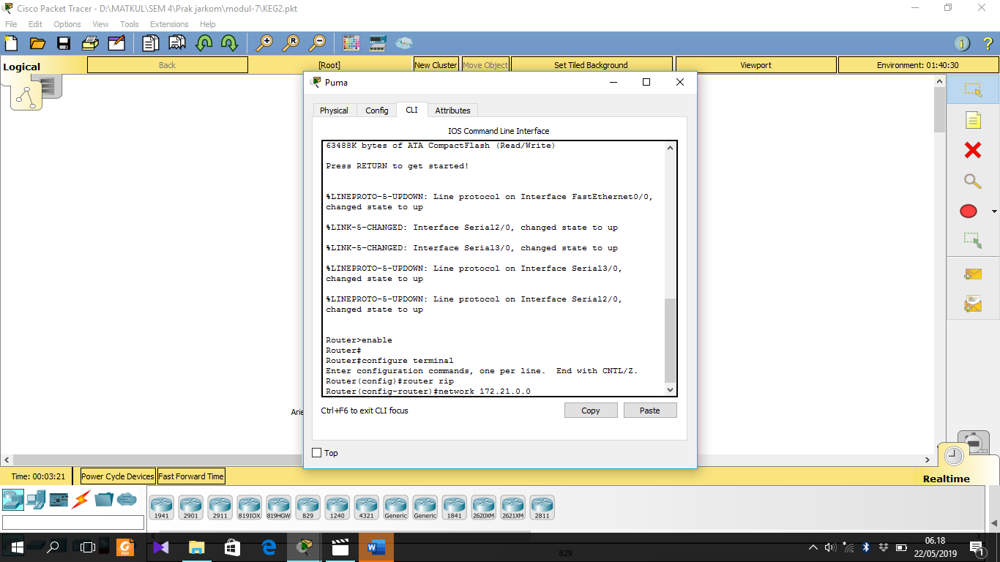 Cisco Packet Tracer - D:\MATKUL\SEM 4\Prak jarkom\modul-7\KEG2.pkt
File Edit Options View Tools Extensions Help
Logical
Back
[Root]
New Cluster
Move Object
Set Tiled Background
Viewport
Environment: 01:40:30
Puma
Physical Config CLI Attributes
IOS Command Line Interface
63488K bytes of ATA CompactFlash (Read/Write)
Press RETURN to get started!
%LINEPROTO-5-UPDOWN: Line protocol on Interface FastEthernet0/0,
changed state to up
%LINK-5-CHANGED: Interface Serial2/0, changed state to up
%LINK-5-CHANGED: Interface Serial3/0, changed state to up
%LINEPROTO-5-UPDOWN: Line protocol on Interface Serial3/0,
changed state to up
%LINEPROTO-5-UPDOWN: Line protocol on Interface Serial2/0,
changed state to up
Router>enable
Router#
Router#configure terminal
Enter configuration commands, one per line.  End with CNTL/Z.
Router(config)#router rip
Router(config-router)#network 172.21.0.0
Arie
Ctrl+F6 to exit CLI focus
Copy
Paste
Top
Time: 00:03:21
Power Cycle Devices
Fast Forward Time
Realtime
1941 2901 2911 819IOX 819HGW 829 1240 4321 Generic Generic 1841 2620XM 2621XM 2811
829
06.18
22/05/2019